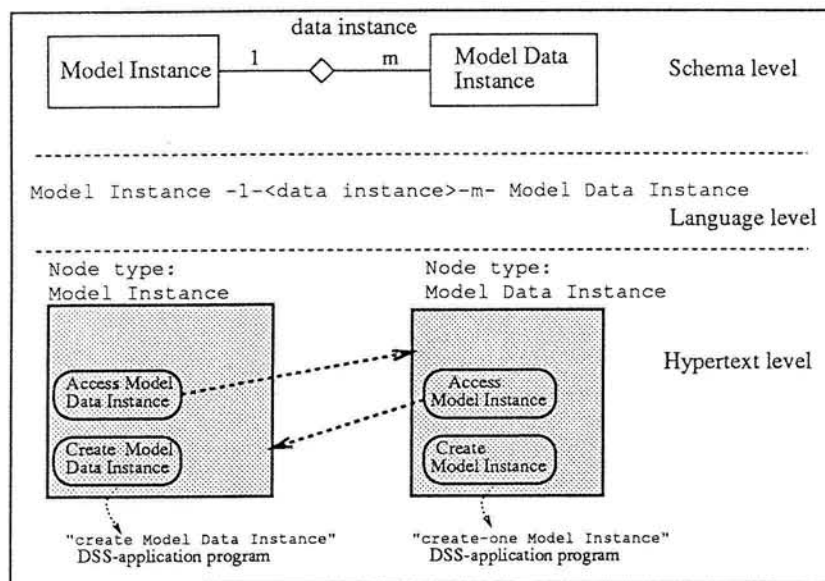 data instance
Model Instance
1
m
Model Data
Instance
Schema level
Model Instance -1-<data instance>-m- Model Data Instance
Language level
Node type:
Model Instance
Node type:
Model Data Instance
Hypertext level
Access Model
Data Instance
Access
Model Instance
Create Model
Data Instance
Create
Model Instance
"create Model Data Instance"
DSS-application program
"create-one Model Instance"
DSS-application program